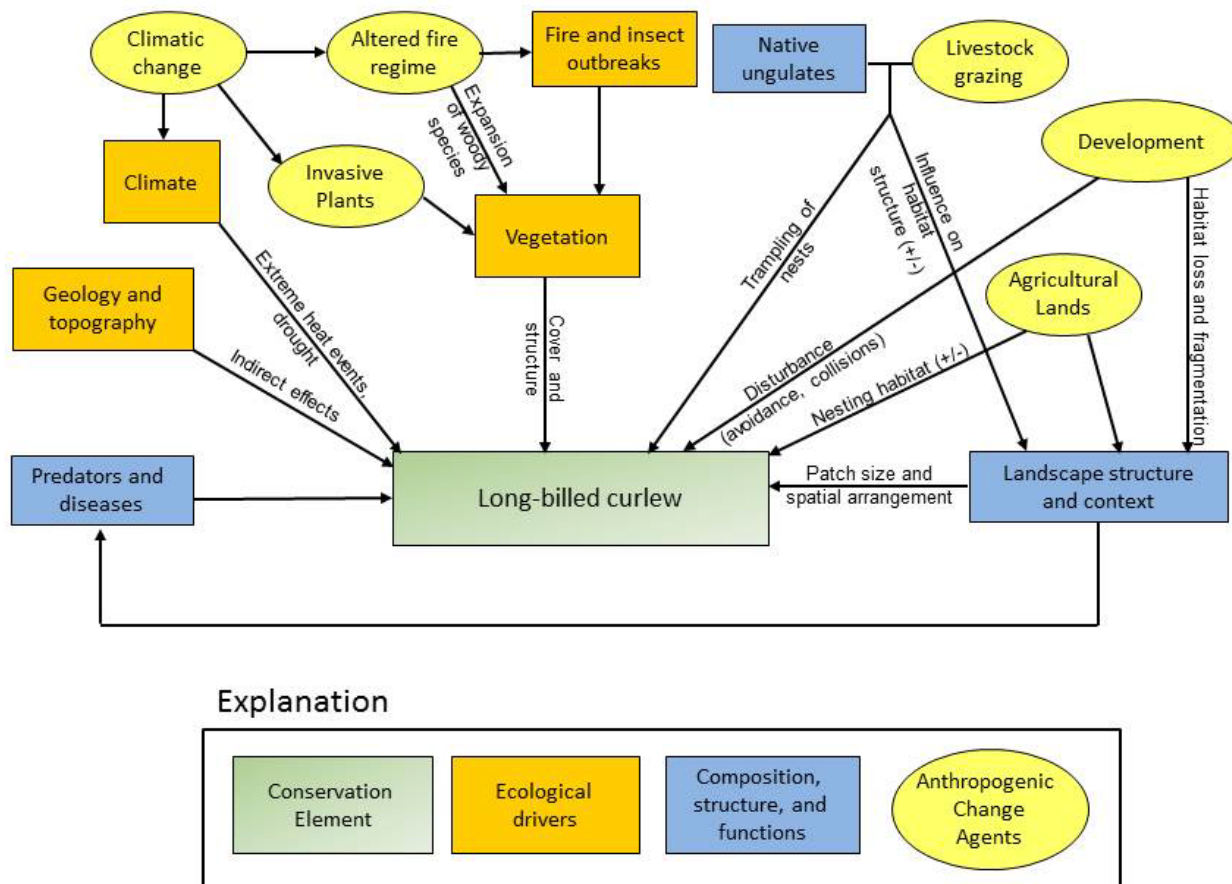 Climatic
change
Altered fire
regime
Fire and insect
outbreaks
Native
ungulates
Livestock
grazing
Development
Climate
Invasive
Plants
Expansion
of woody
species
Vegetation
Influence on
habitat
structure (+/-)
Trampling of
nests
Habitat loss and fragmentation
Agricultural
Lands
Geology and
topography
Extreme heat events,
drought
Indirect effects
Cover and
structure
Disturbance
(avoidance, collisions)
Nesting habitat (+/-)
Predators and
diseases
Long-billed curlew
Patch size and
spatial arrangement
Landscape structure
and context
Explanation
Conservation
Element
Ecological
drivers
Composition,
structure, and
functions
Anthropogenic
Change
Agents